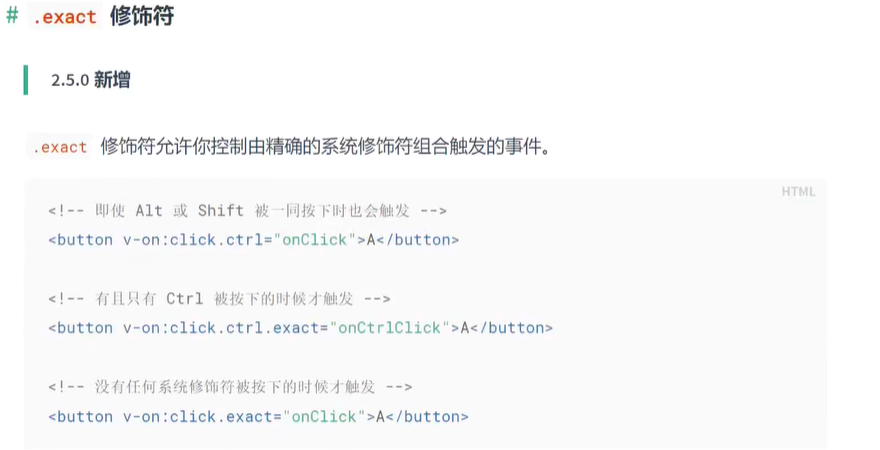 # .exact 修饰符
2.5.0 新增
.exact 修饰符允许你控制由精确的系统修饰符组合触发的事件。
HTML
<!-- 即使 Alt 或 Shift 被一同按下时也会触发 -->
<button v-on:click.ctrl="onClick">A</button>
<!-- 有且只有 Ctrl 被按下的时候才触发 -->
<button v-on:click.ctrl.exact="onCtrlClick">A</button>
<!-- 没有任何系统修饰符被按下的时候才触发 -->
<button v-on:click.exact="onClick">A</button>